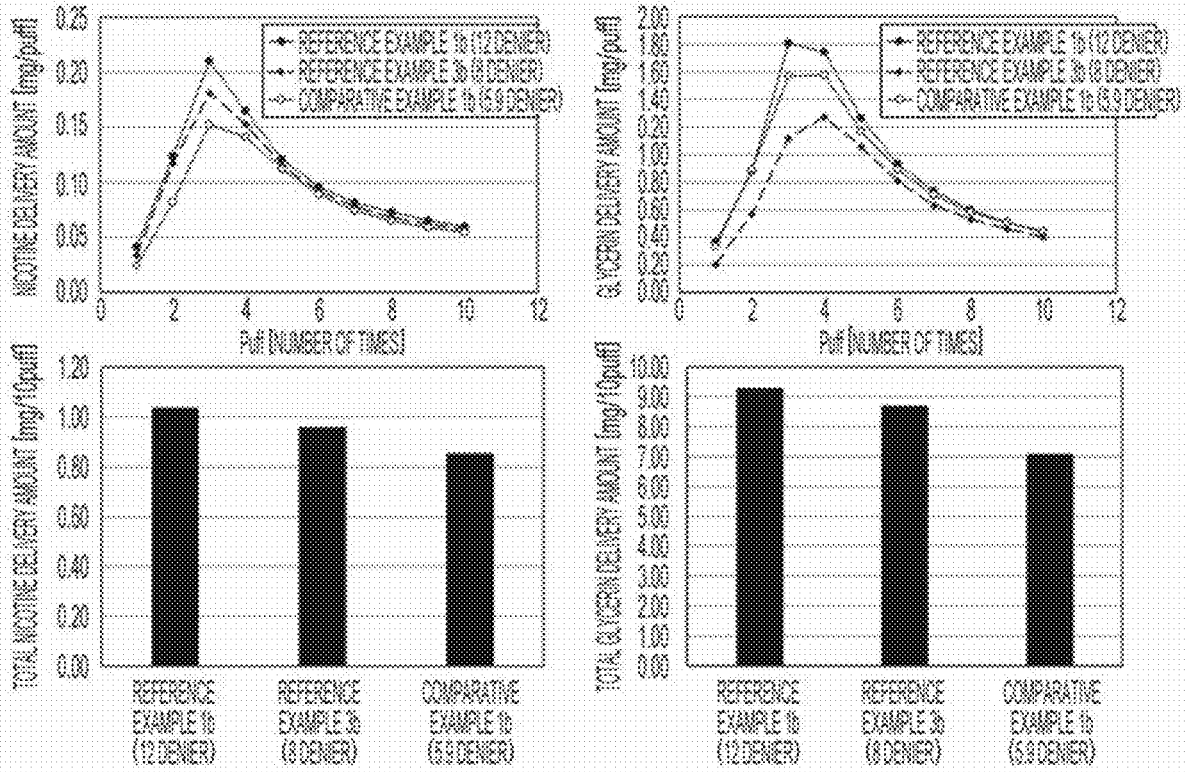 NICOTINE DELIVERY AMOUNT [mg/puff]
0.25
0.20
0.15
0.10
0.05
0.00
0 2 4 6 8 10 12
Puff [NUMBER OF TIMES]
REFERENCE EXAMPLE 1b (12 DENIER)
REFERENCE EXAMPLE 3b (8 DENIER)
COMPARATIVE EXAMPLE 1b (5.9 DENIER)
GLYCERIN DELIVERY AMOUNT [mg/puff]
2.00
1.80
1.60
1.40
1.20
1.00
0.80
0.60
0.40
0.20
0.00
0 2 4 6 8 10 12
Puff [NUMBER OF TIMES]
REFERENCE EXAMPLE 1b (12 DENIER)
REFERENCE EXAMPLE 3b (8 DENIER)
COMPARATIVE EXAMPLE 1b (5.9 DENIER)
TOTAL NICOTINE DELIVERY AMOUNT [mg/10puff]
1.20
1.00
0.80
0.60
0.40
0.20
0.00
REFERENCE
EXAMPLE 1b
(12 DENIER)
REFERENCE
EXAMPLE 3b
(8 DENIER)
COMPARATIVE
EXAMPLE 1b
(5.9 DENIER)
TOTAL GLYCERIN DELIVERY AMOUNT [mg/10puff]
10.00
9.00
8.00
7.00
6.00
5.00
4.00
3.00
2.00
1.00
0.00
REFERENCE
EXAMPLE 1b
(12 DENIER)
REFERENCE
EXAMPLE 3b
(8 DENIER)
COMPARATIVE
EXAMPLE 1b
(5.9 DENIER)